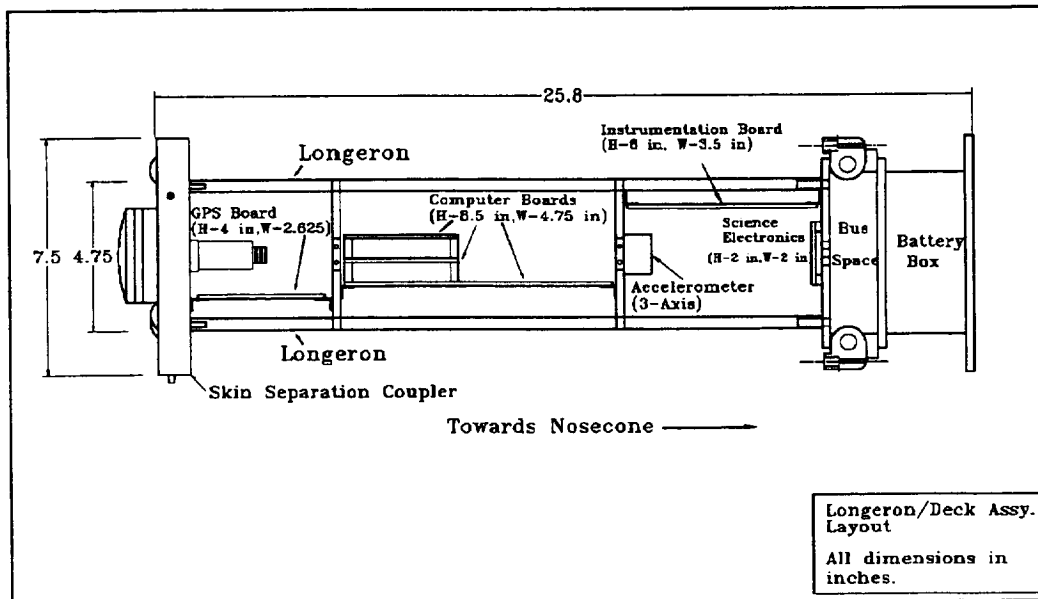 25.8
Instrumentation Board
(H-6 in, W-3.5 in)
Longeron
GPS Board
(H-4 in,W-2.625)
Computer Boards
(H-8.5 in,W-4.75 in)
7.5 4.75
Science
Electronics
(H-2 in,W-2 in
Bus
Space
Battery
Box
Accelerometer
(3-Axis)
Longeron
Skin Separation Coupler
Towards Nosecone
Longeron/Deck Assy.
Layout
All dimensions in
inches.